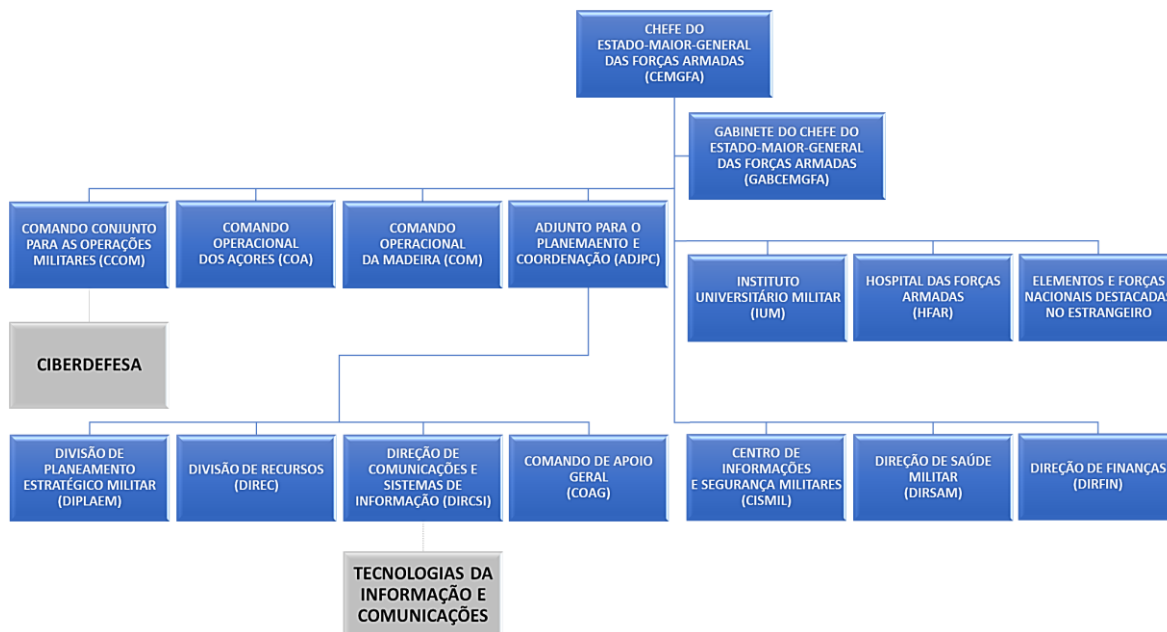 CHEFE DO
ESTADO-MAIOR-GENERAL
DAS FORÇAS ARMADAS
(CEMGFA)
GABINETE DO CHEFE DO
ESTADO-MAIOR-GENERAL
DAS FORÇAS ARMADAS
(GABCEMGFA)
COMANDO CONJUNTO
PARA AS OPERAÇÕES
MILITARES (CCOM)
COMANDO
OPERACIONAL
DOS AÇORES (COA)
COMANDO
OPERACIONAL
DA MADEIRA (COM)
ADJUNTO PARA O
PLANEMAENTO E
COORDENAÇÃO (ADJPC)
INSTITUTO
UNIVERSITÁRIO MILITAR
(IUM)
HOSPITAL DAS FORÇAS
ARMADAS
(HFAR)
ELEMENTOS E FORÇAS
NACIONAIS DESTACADAS
NO ESTRANGEIRO
CIBERDEFESA
DIVISÃO DE
PLANEAMENTO
ESTRATÉGICO MILITAR
(DIPLAEM)
DIVISÃO DE RECURSOS
(DIREC)
DIREÇÃO DE
COMUNICAÇÕES E
SISTEMAS DE
INFORMAÇÃO (DIRCSI)
COMANDO DE APOIO
GERAL
(COAG)
CENTRO DE
INFORMAÇÕES
E SEGURANÇA MILITARES
(CISMIL)
DIREÇÃO DE SAÚDE
MILITAR
(DIRSAM)
DIREÇÃO DE FINANÇAS
(DIRFIN)
TECNOLOGIAS DA
INFORMAÇÃO E
COMUNICAÇÕES